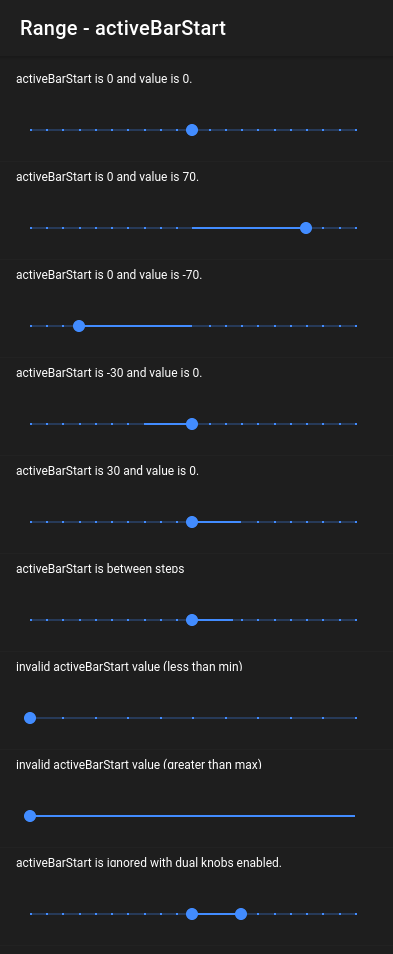 Range - activeBarStart
activeBarStart is 0 and value is 0.
activeBarStart is 0 and value is 70.
activeBarStart is 0 and value is -70.
activeBarStart is -30 and value is 0.
activeBarStart is 30 and value is 0.
activeBarStart is between steps
invalid activeBarStart value (less than min)
invalid activeBarStart value (greater than max)
activeBarStart is ignored with dual knobs enabled.